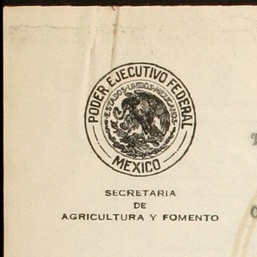 PODER EJECUTIVO FEDERAL
ESTADOS UNIDOS MEXICANOS
MEXICO
SECRETARIA
DE
AGRICULTURA Y FOMENTO